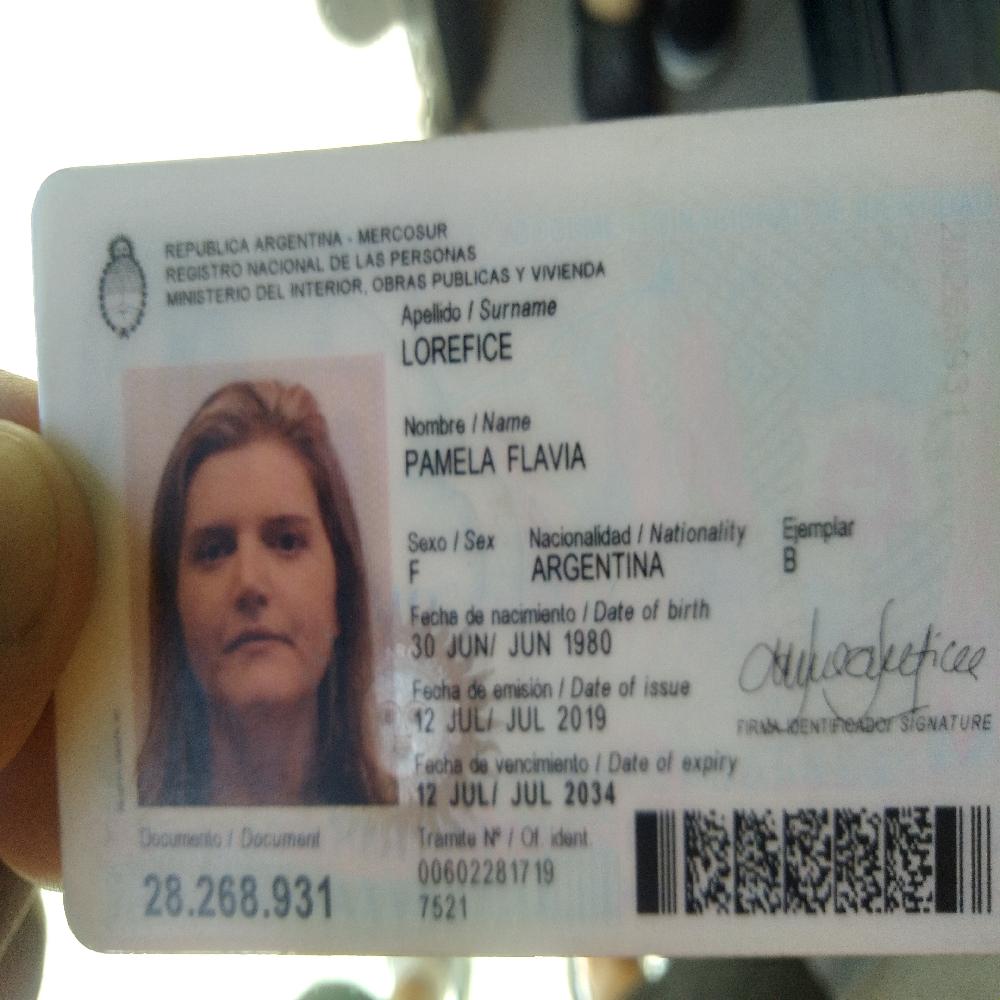 REPUBLICA ARGENTINA - MERCOSUR
REGISTRO NACIONAL DE LAS PERSONAS
MINISTERIO DEL INTERIOR, OBRAS PUBLICAS Y VIVIENDA
Apellido / Surname
LOREFICE
Nombre / Name
PAMELA FLAVIA
Sexo / Sex Nacionalidad / Nationality Ejemplar
F ARGENTINA B
Fecha de nacimiento / Date of birth
30 JUN/ JUN 1980
Fecha de emisión / Date of issue
12 JUL/ JUL 2019
FIRMA IDENTIFICADO/ SIGNATURE
Fecha de vencimiento / Date of expiry
12 JUL/ JUL 2034
Documento / Document Tramite Nº / Of. ident.
28.268.931 00602281719
7521